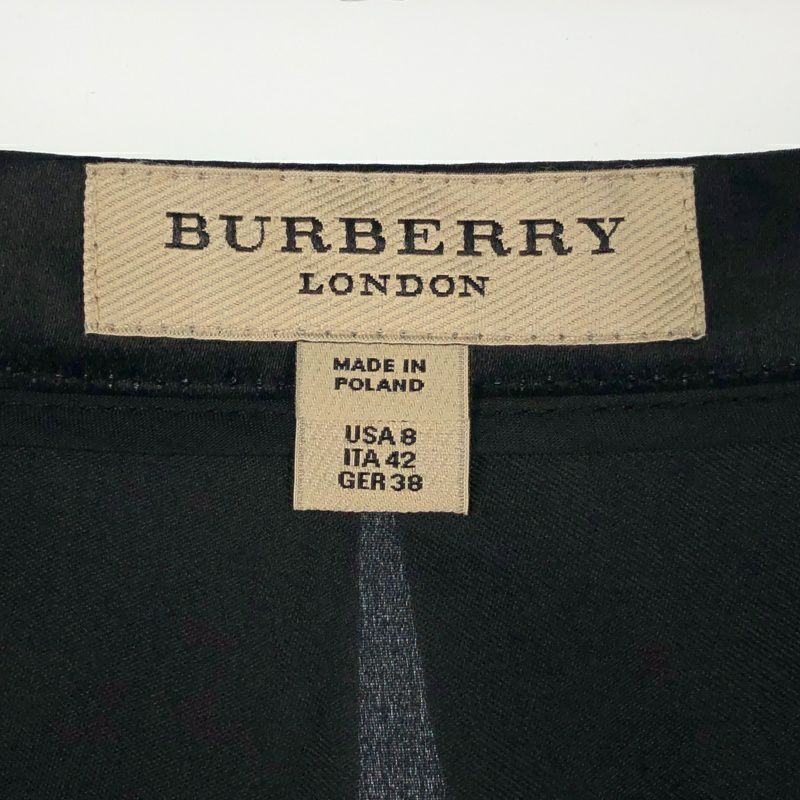 BURBERRY
LONDON
MADE IN
POLAND
USA 8
ITA 42
GER 38